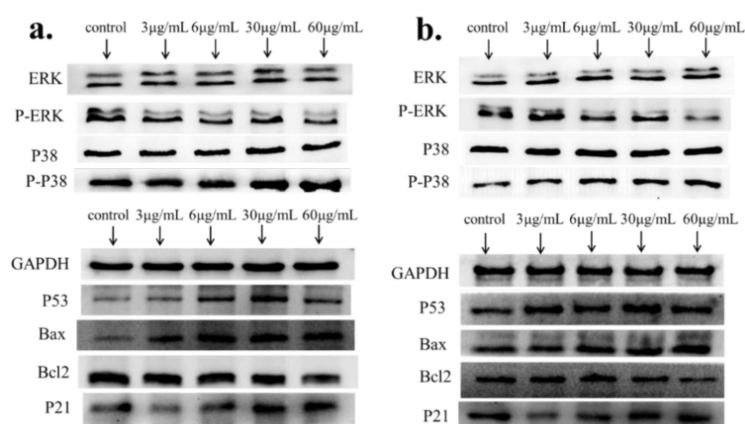 a.
control 3µg/mL 6µg/mL 30µg/mL 60µg/mL
ERK
P-ERK
P38
P-P38
control 3µg/mL 6µg/mL 30µg/mL 60µg/mL
GAPDH
P53
Bax
Bcl2
P21
b.
control 3µg/mL 6µg/mL 30µg/mL 60µg/mL
ERK
P-ERK
P38
P-P38
control 3µg/mL 6µg/mL 30µg/mL 60µg/mL
GAPDH
P53
Bax
Bcl2
P21